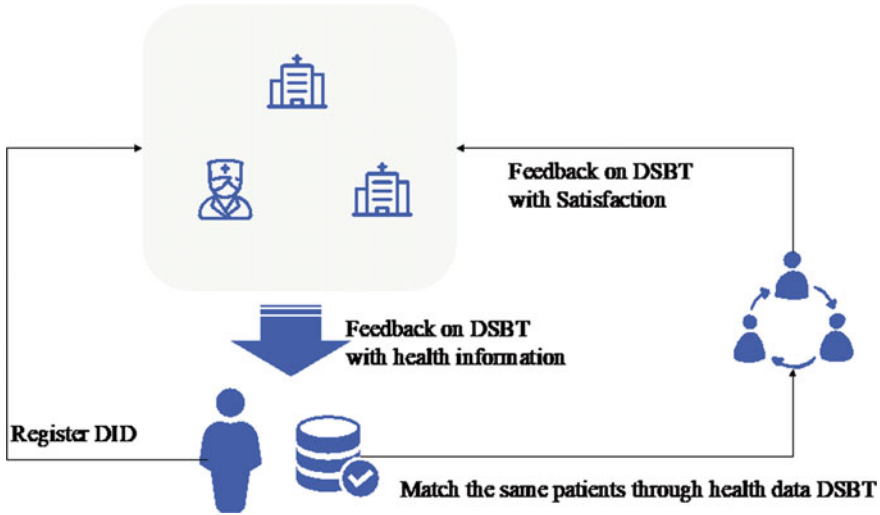 Feedback on DSBT
with Satisfaction
Feedback on DSBT
with health information
Register DID
Match the same patients through health data DSBT